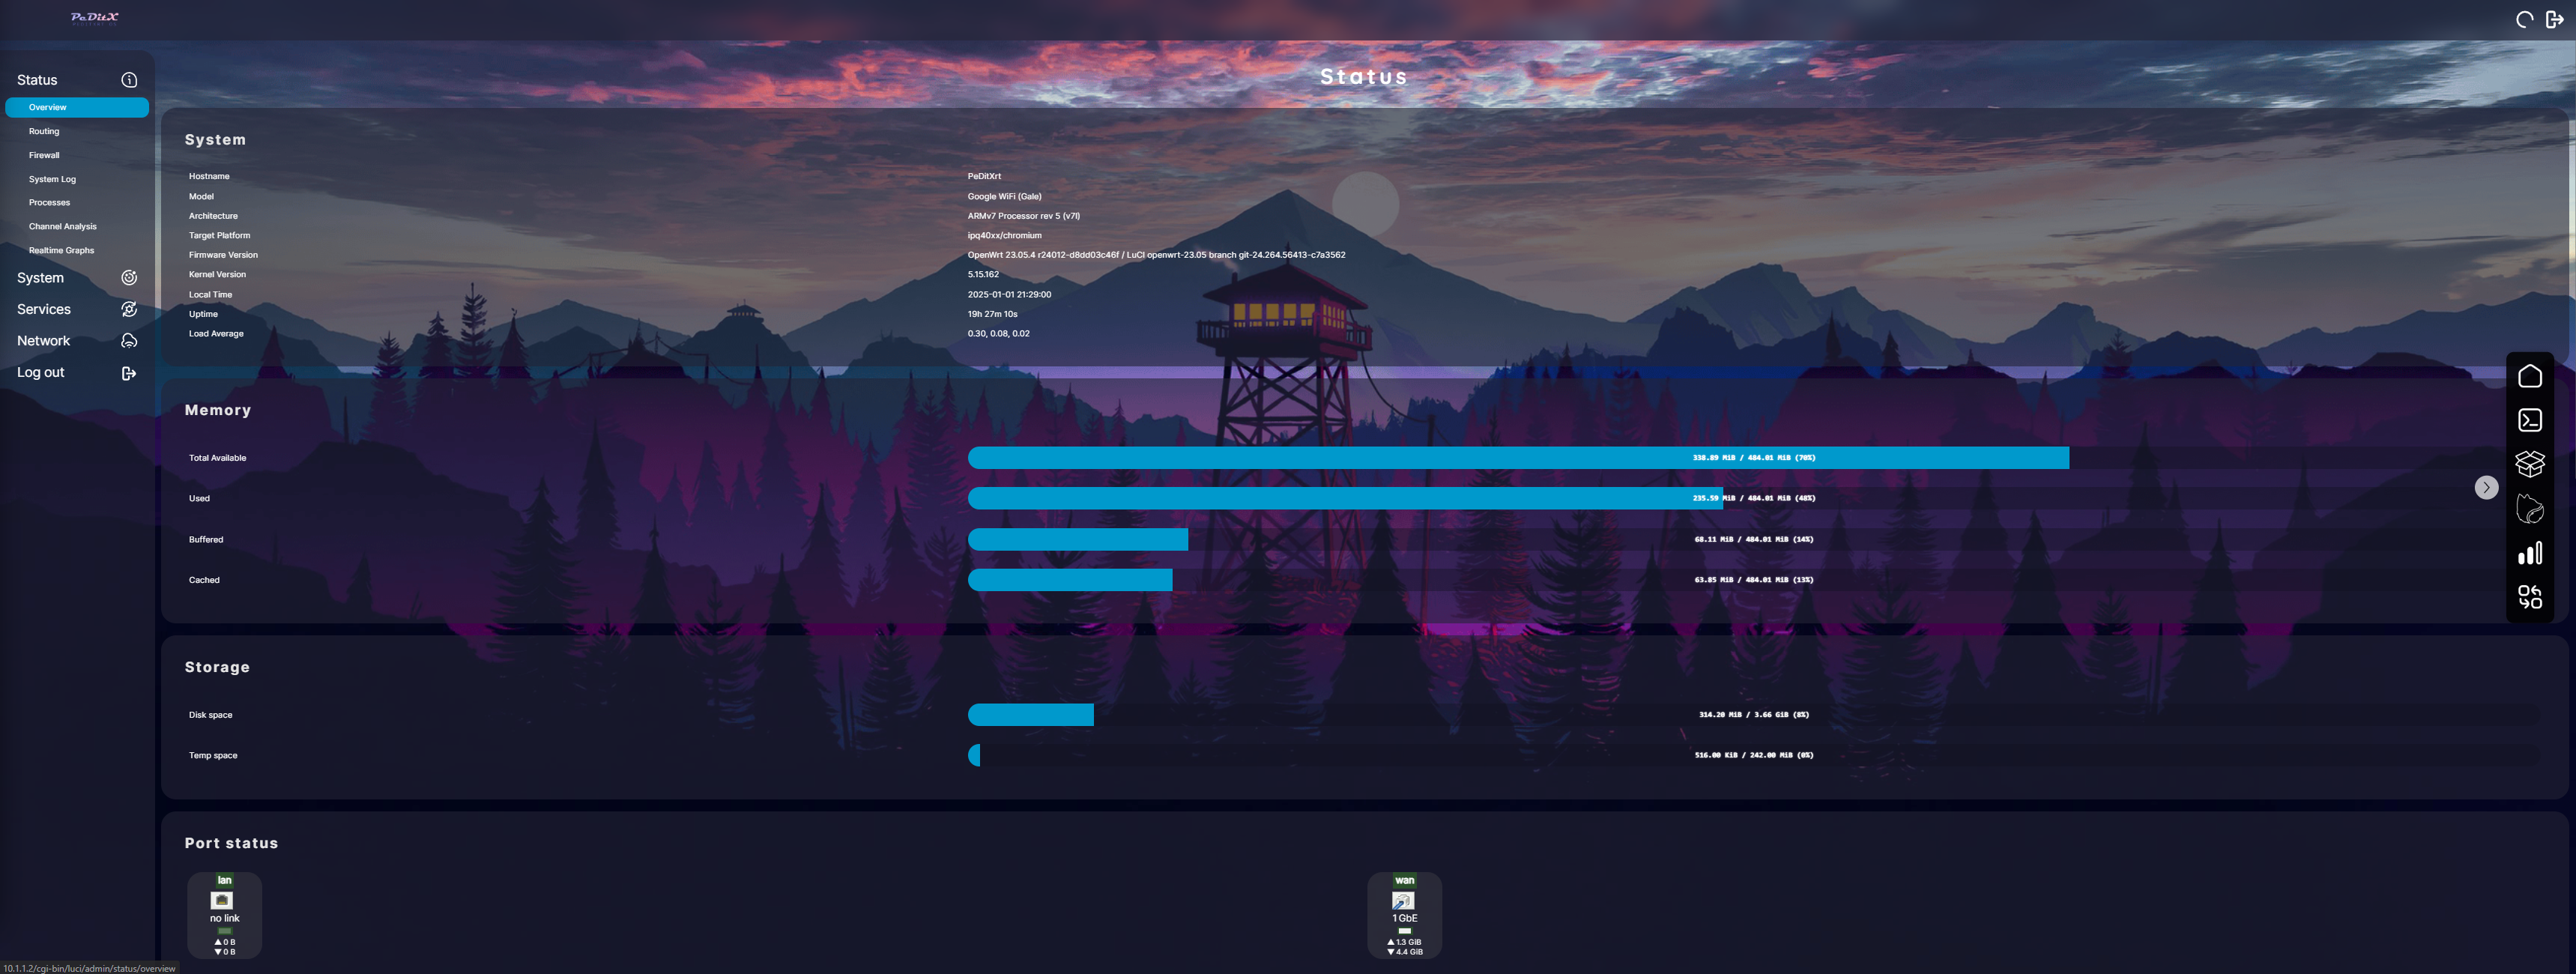 PeDitX
Status
Overview
Routing
Firewall
System Log
Processes
Channel Analysis
Realtime Graphs
System
Services
Network
Log out
Status
System
Hostname PeDitXrt
Model Google WiFi (Gale)
Architecture ARMv7 Processor rev 5 (v7l)
Target Platform ipq40xx/chromium
Firmware Version OpenWrt 23.05.4 r24012-d8dd03c46f / LuCI openwrt-23.05 branch git-24.264.56413-c7a3562
Kernel Version 5.15.162
Local Time 2025-01-01 21:29:00
Uptime 19h 27m 10s
Load Average 0.30, 0.08, 0.02
Memory
Total Available 338.89 MiB / 484.01 MiB (70%)
Used 235.59 MiB / 484.01 MiB (48%)
Buffered 68.11 MiB / 484.01 MiB (14%)
Cached 63.85 MiB / 484.01 MiB (13%)
Storage
Disk space 314.20 MiB / 3.66 GiB (8%)
Temp space 516.00 KiB / 242.00 MiB (0%)
Port status
lan
no link
▲ 0 B
▼ 0 B
wan
1 GbE
▲ 1.3 GiB
▼ 4.4 GiB
10.1.1.2/cgi-bin/luci/admin/status/overview